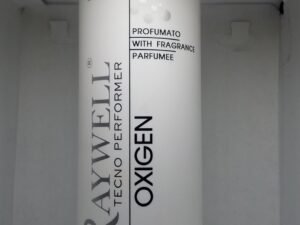 PROFUMATO
WITH FRAGRANCE
PARFUMEE
RAYWELL®
TECNO PERFORMER
OXIGEN